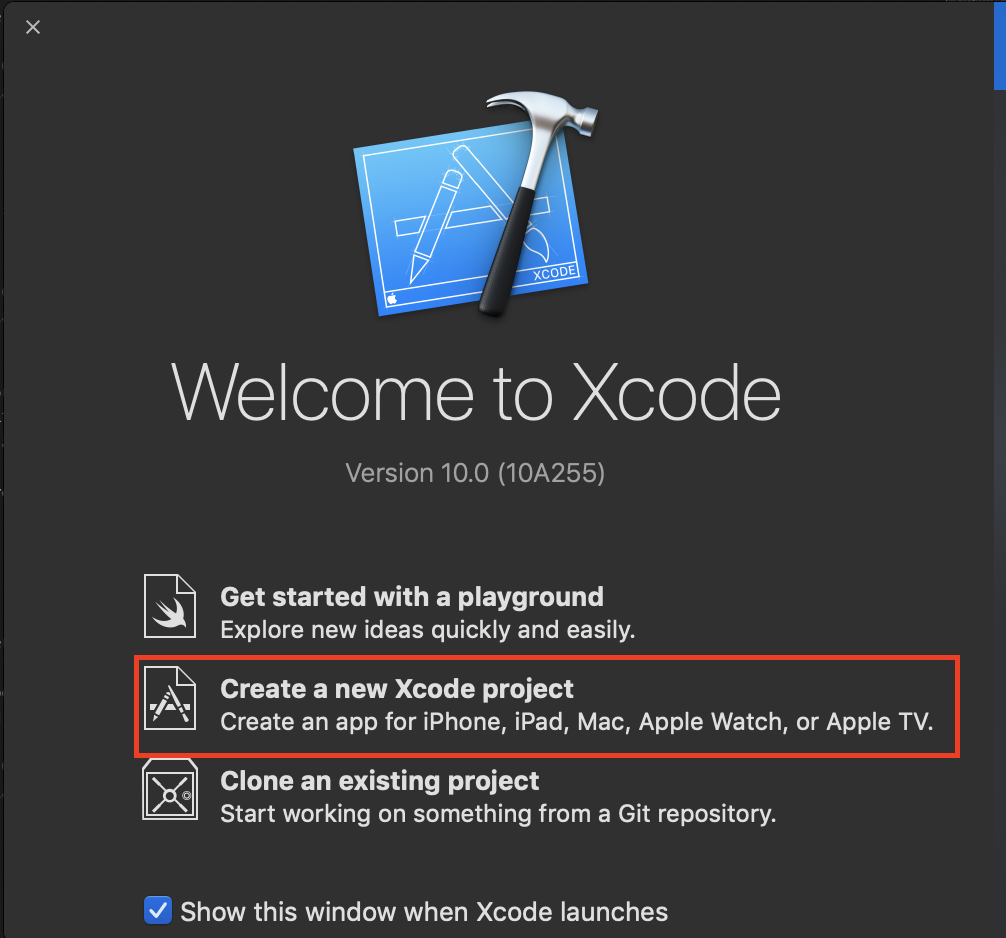 XCODE
Welcome to Xcode
Version 10.0 (10A255)
Get started with a playground
Explore new ideas quickly and easily.
Create a new Xcode project
Create an app for iPhone, iPad, Mac, Apple Watch, or Apple TV.
Clone an existing project
Start working on something from a Git repository.
Show this window when Xcode launches